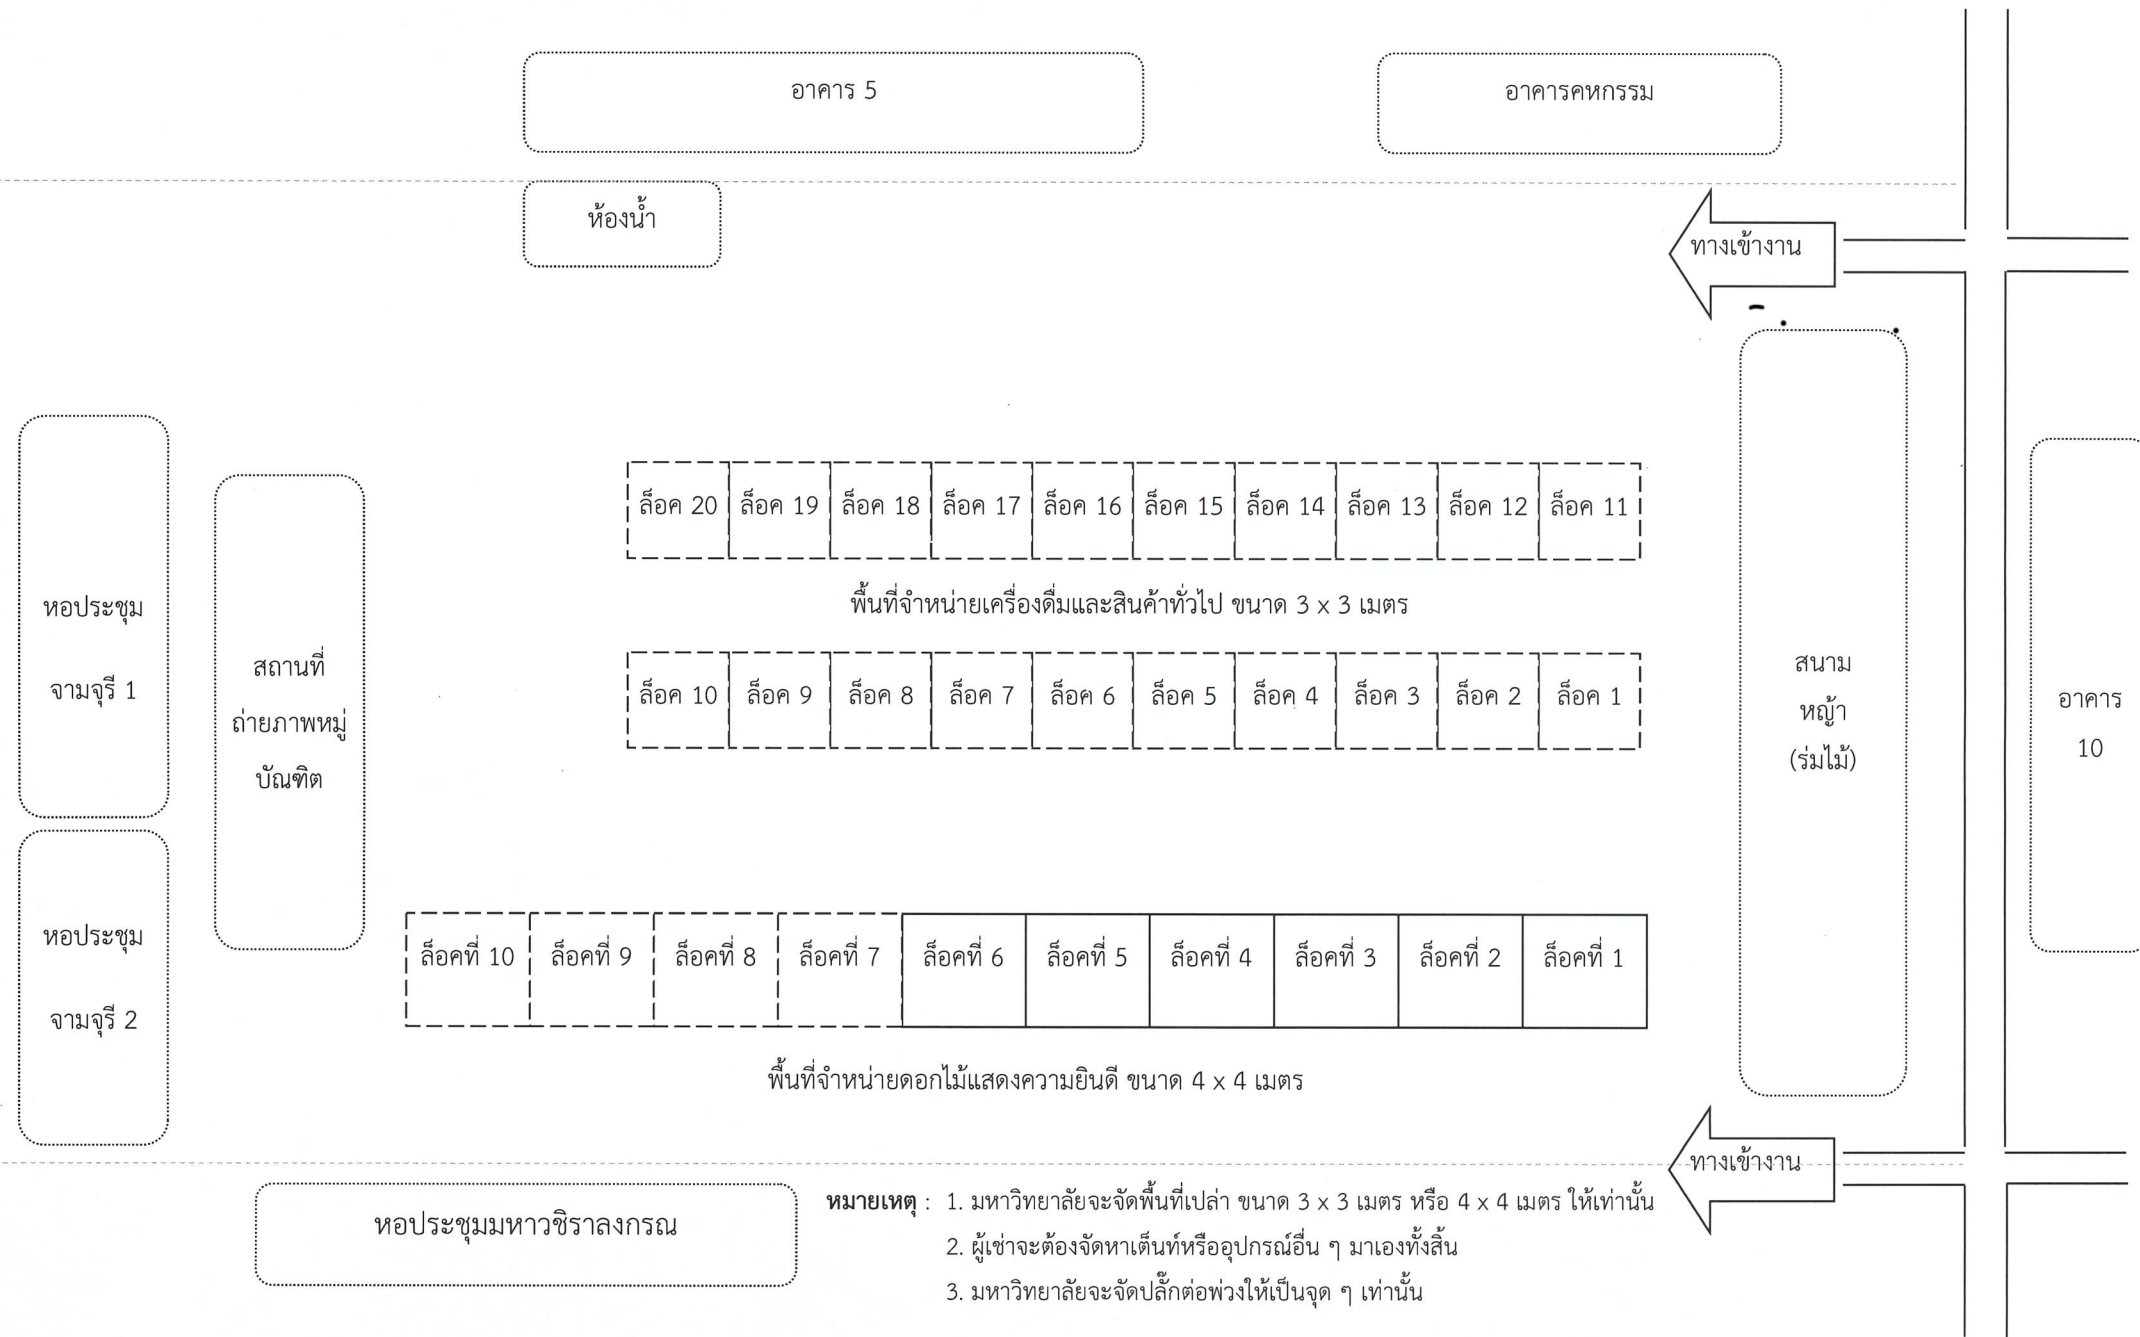 อาคาร 5
อาคารคหกรรม
ห้องน้ำ
ทางเข้างาน
ล็อค 20 ล็อค 19 ล็อค 18 ล็อค 17 ล็อค 16 ล็อค 15 ล็อค 14 ล็อค 13 ล็อค 12 ล็อค 11
พื้นที่จำหน่ายเครื่องดื่มและสินค้าทั่วไป ขนาด 3 x 3 เมตร
ล็อค 10 ล็อค 9 ล็อค 8 ล็อค 7 ล็อค 6 ล็อค 5 ล็อค 4 ล็อค 3 ล็อค 2 ล็อค 1
หอประชุม
จามจุรี 1
สถานที่
ถ่ายภาพหมู่
บัณฑิต
สนาม
หญ้า
(ร่มไม้)
อาคาร
10
หอประชุม
จามจุรี 2
ล็อคที่ 10 ล็อคที่ 9 ล็อคที่ 8 ล็อคที่ 7 ล็อคที่ 6 ล็อคที่ 5 ล็อคที่ 4 ล็อคที่ 3 ล็อคที่ 2 ล็อคที่ 1
พื้นที่จำหน่ายดอกไม้แสดงความยินดี ขนาด 4 x 4 เมตร
ทางเข้างาน
หอประชุมมหาวชิราลงกรณ
หมายเหตุ : 1. มหาวิทยาลัยจะจัดพื้นที่เปล่า ขนาด 3 x 3 เมตร หรือ 4 x 4 เมตร ให้เท่านั้น
2. ผู้เช่าจะต้องจัดหาเต็นท์หรืออุปกรณ์อื่น ๆ มาเองทั้งสิ้น
3. มหาวิทยาลัยจะจัดปลั๊กต่อพ่วงให้เป็นจุด ๆ เท่านั้น